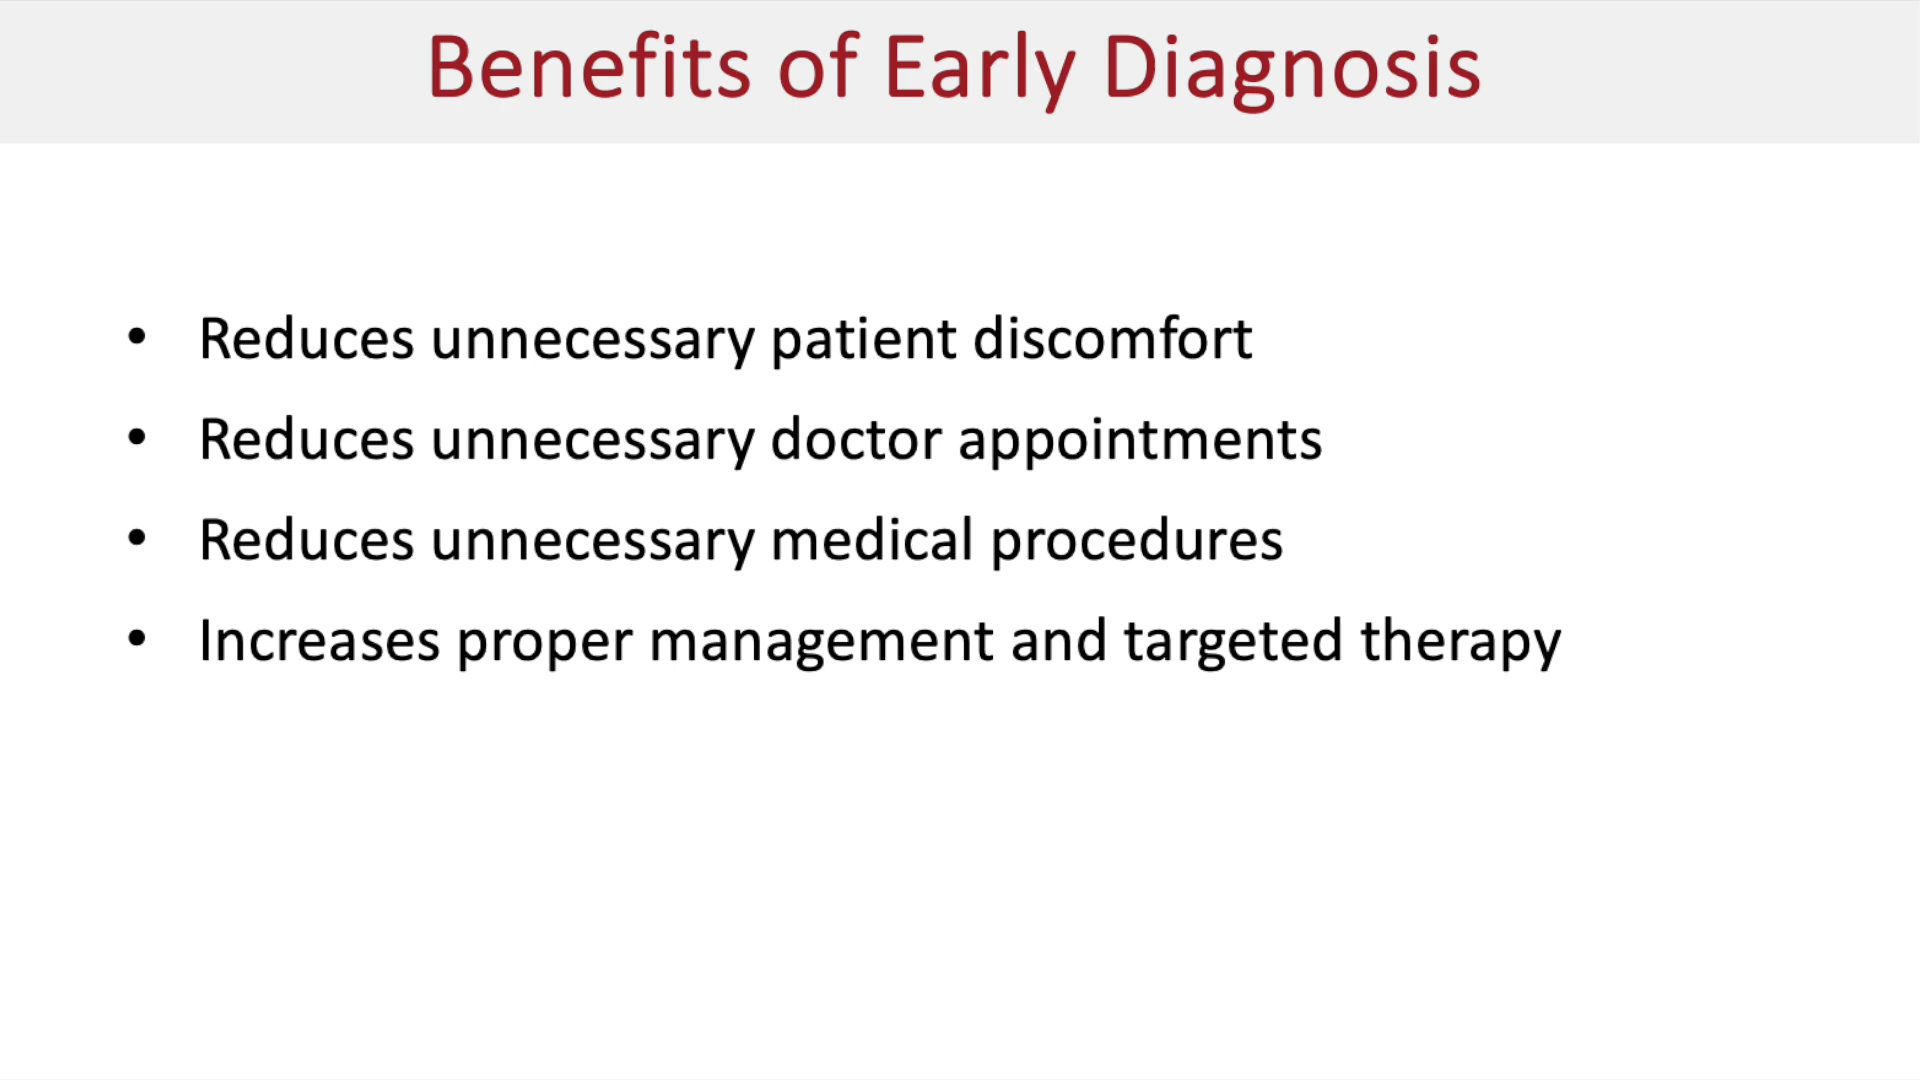 Benefits of Early Diagnosis
• Reduces unnecessary patient discomfort
• Reduces unnecessary doctor appointments
• Reduces unnecessary medical procedures
• Increases proper management and targeted therapy